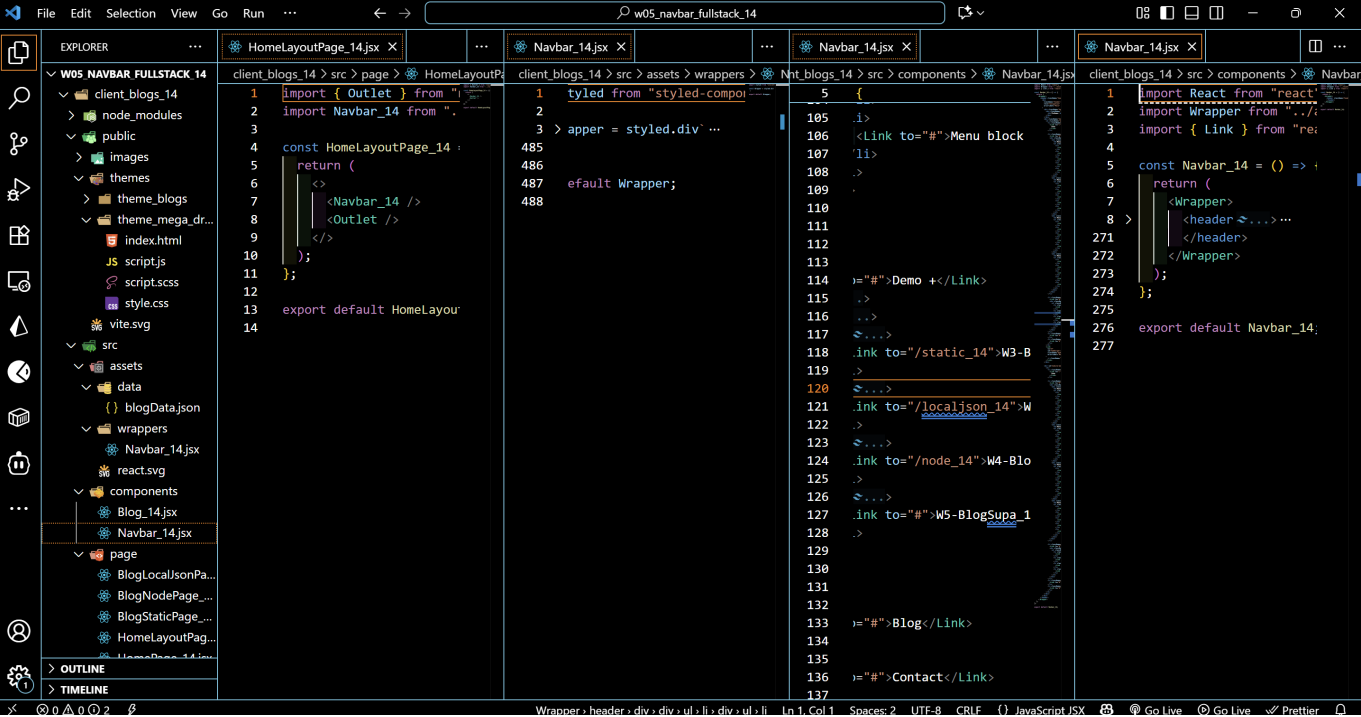 File Edit Selection View Go Run ···
w05_navbar_fullstack_14
EXPLORER
W05_NAVBAR_FULLSTACK_14
client_blogs_14
node_modules
public
images
themes
theme_blogs
theme_mega_dr...
index.html
JS script.js
script.scss
style.css
vite.svg
src
assets
data
{ } blogData.json
wrappers
Navbar_14.jsx
react.svg
components
Blog_14.jsx
Navbar_14.jsx
page
BlogLocalJsonPa...
BlogNodePage_...
BlogStaticPage_...
HomeLayoutPag...
HomePage_14.jsx
OUTLINE
TIMELINE
HomeLayoutPage_14.jsx
client_blogs_14 > src > page > HomeLayoutPa
1 import { Outlet } from "
2 import Navbar_14 from ".
3
4 const HomeLayoutPage_14 =
5 return (
6 <>
7 <Navbar_14 />
8 <Outlet />
9 </>
10 );
11 };
12
13 export default HomeLayou
14
Navbar_14.jsx
client_blogs_14 > src > assets > wrappers >
1 tyled from "styled-compo
2
3 apper = styled.div`···
485
486
487 efault Wrapper;
488
Navbar_14.jsx
nt_blogs_14 > src > components > Navbar_14.jsx
5 {
105 li>
106 <Link to="#">Menu block
107 /li>
108 .>
109
110
111
112
113
114 o="#">Demo +</Link>
115 .>
116 ..>
117 ...>
118 ink to="/static_14">W3-B
119 .>
120 ...>
121 ink to="/localjson_14">W
122 .>
123 ...>
124 ink to="/node_14">W4-Blo
125 .>
126 ...>
127 ink to="#">W5-BlogSupa_1
128 .>
129
130
131
132
133 o="#">Blog</Link>
134
135
136 o="#">Contact</Link>
137
Navbar_14.jsx
client_blogs_14 > src > components > Navbar
1 import React from "react"
2 import Wrapper from "../a
3 import { Link } from "rea
4
5 const Navbar_14 = () => {
6 return (
7 <Wrapper>
8 <header ...>···
271 </header>
272 </Wrapper>
273 );
274 };
275
276 export default Navbar_14;
277
0 0 2 Wrapper › header › div › div › ul › li › div › ul › li Ln 1, Col 1 Spaces: 2 UTF-8 CRLF { } JavaScript JSX Go Live Go Live Prettier